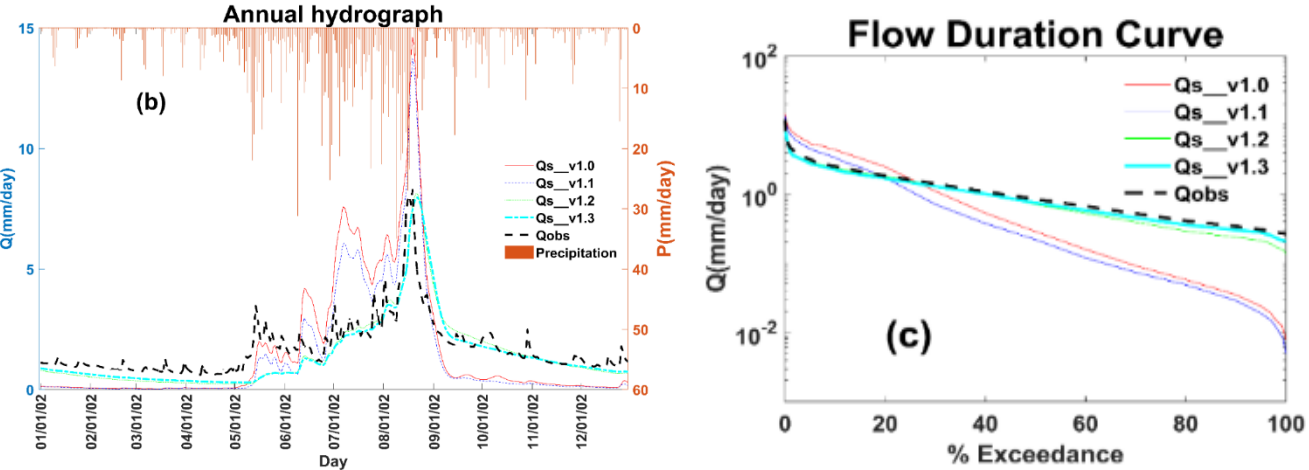 Annual hydrograph
15
10
5
0
Q(mm/day)
(b)
Qs__v1.0
Qs__v1.1
Qs__v1.2
Qs__v1.3
Qobs
Precipitation
0
10
20
30
40
50
60
P(mm/day)
01/01/02
02/01/02
03/01/02
04/01/02
05/01/02
06/01/02
07/01/02
08/01/02
09/01/02
10/01/02
11/01/02
12/01/02
Day
Flow Duration Curve
10^2
10^0
10^-2
Q(mm/day)
Qs__v1.0
Qs__v1.1
Qs__v1.2
Qs__v1.3
Qobs
(c)
0
20
40
60
80
100
% Exceedance